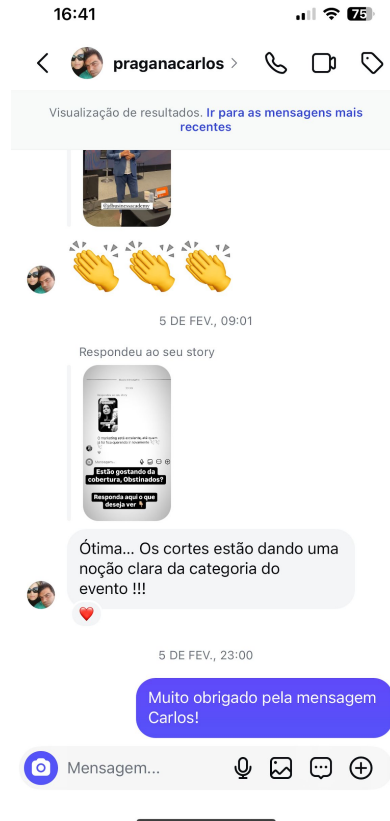 16:41
75
praganacarlos
Visualização de resultados. Ir para as mensagens mais
recentes
@jdbusinessacademy
5 DE FEV., 09:01
Respondeu ao seu story
Estão gostando da
cobertura, Obstinados?
Responda aqui o que
deseja ver
Ótima... Os cortes estão dando uma
noção clara da categoria do
evento !!!
5 DE FEV., 23:00
Muito obrigado pela mensagem
Carlos!
Mensagem...